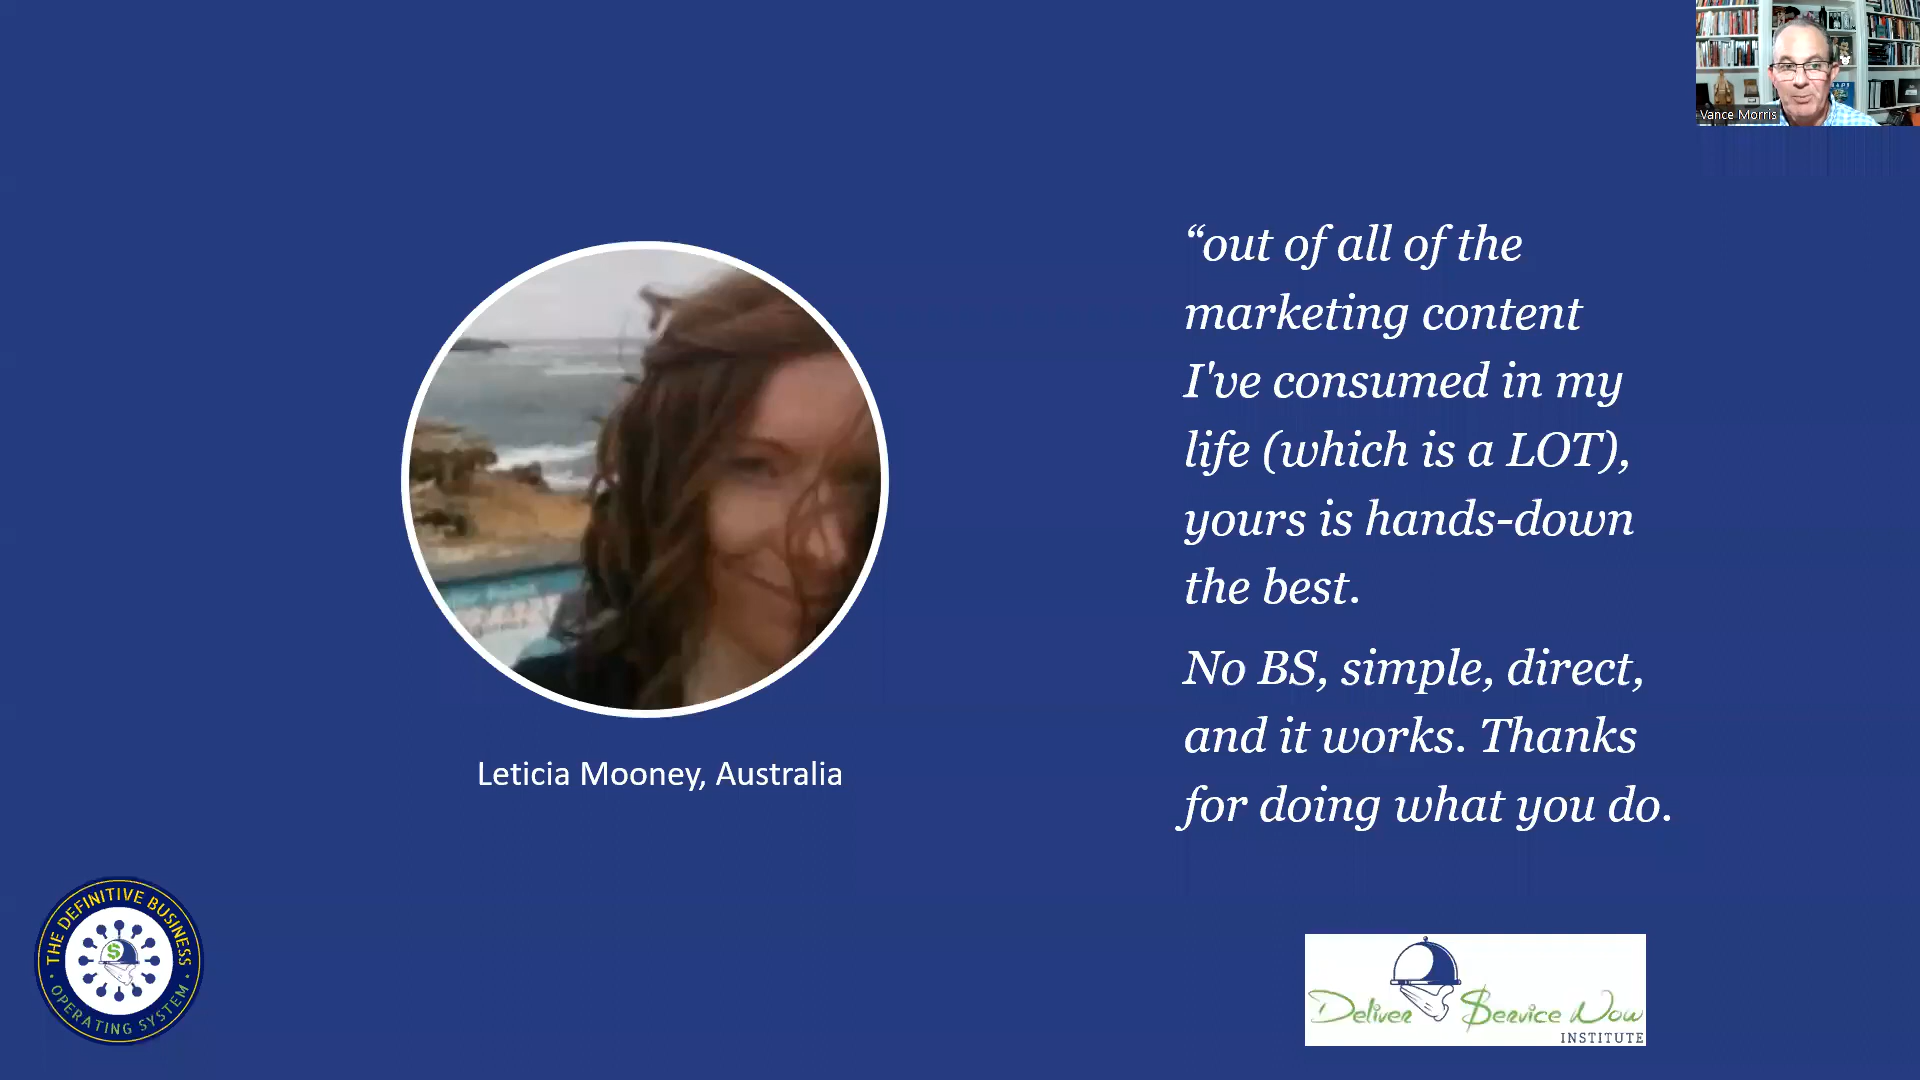 Vance Morris
“out of all of the
marketing content
I've consumed in my
life (which is a LOT),
yours is hands-down
the best.
No BS, simple, direct,
and it works. Thanks
for doing what you do.
Leticia Mooney, Australia
THE DEFINITIVE BUSINESS
OPERATING SYSTEM
$
Deliver $ervice Now
INSTITUTE